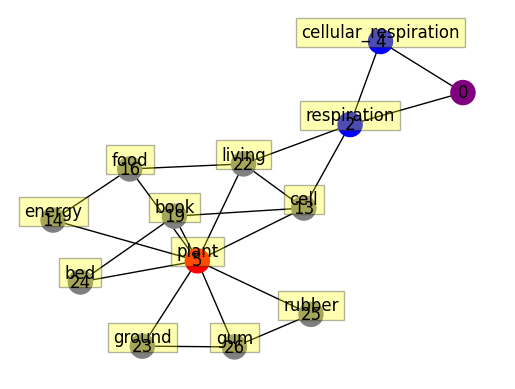 cellular_respiration
4
0
respiration
2
food
16
living
22
book
19
cell
13
energy
14
plant
5
bed
24
rubber
25
ground
23
gum
26